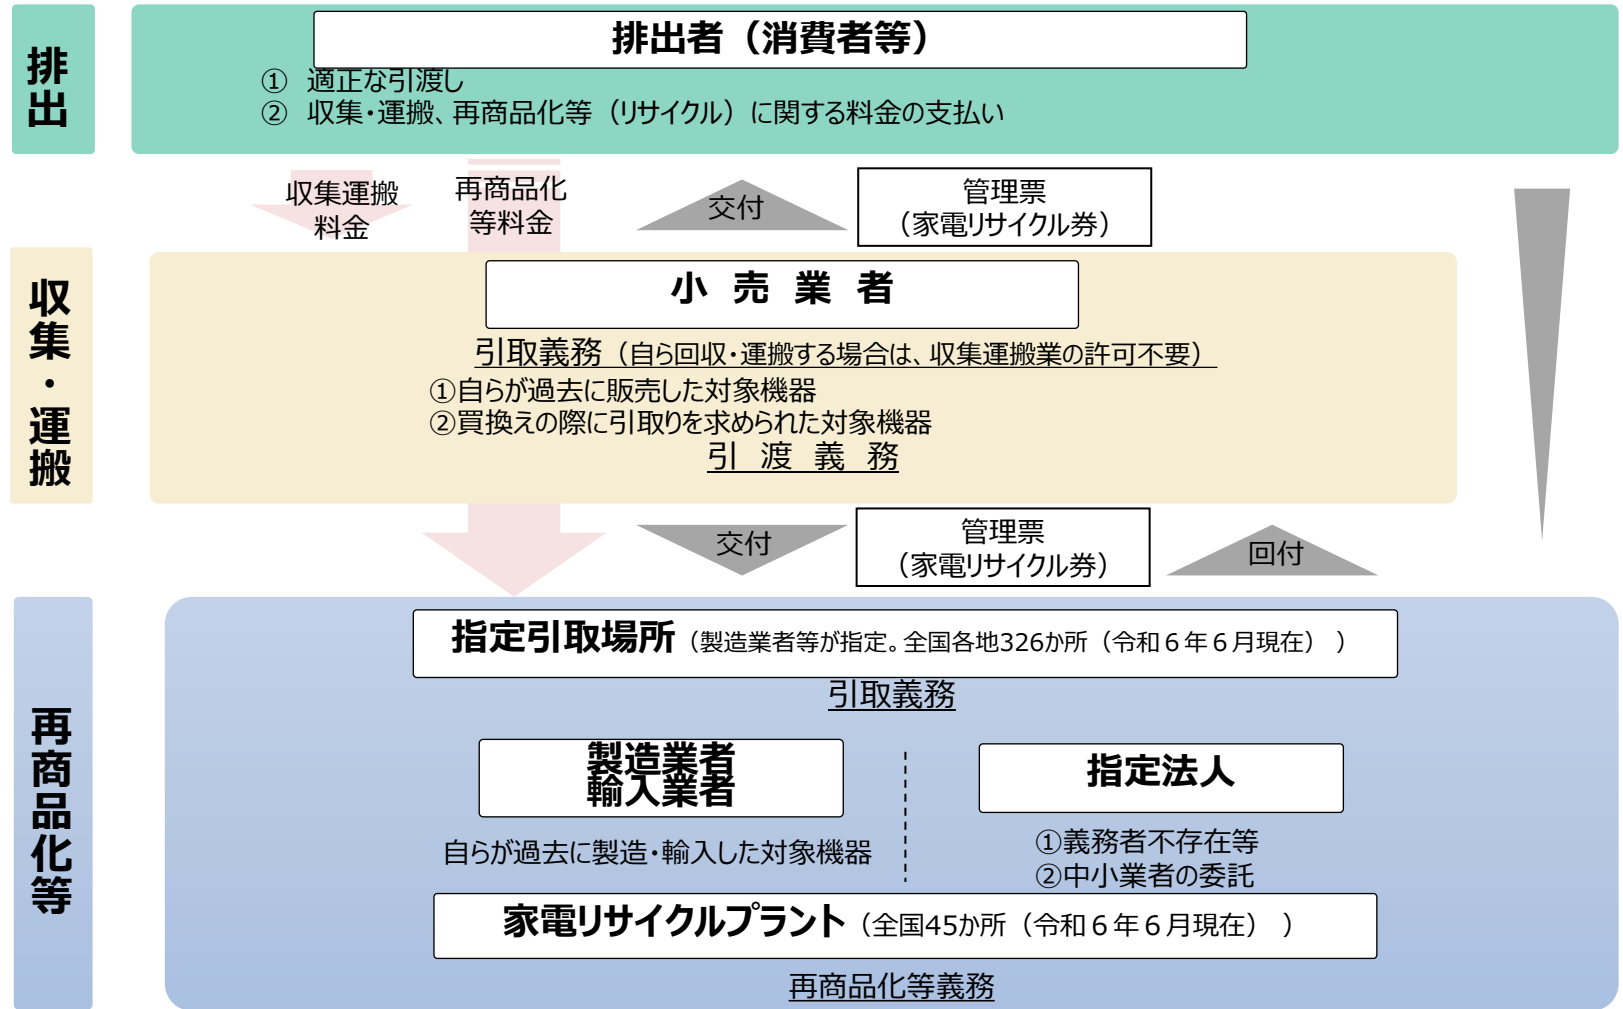 排出
排出者（消費者等）
① 適正な引渡し
② 収集・運搬、再商品化等（リサイクル）に関する料金の支払い
収集運搬
料金
再商品化
等料金
交付
管理票
（家電リサイクル券）
収集・運搬
小売業者
引取義務（自ら回収・運搬する場合は、収集運搬業の許可不要）
①自らが過去に販売した対象機器
②買換えの際に引取りを求められた対象機器
引渡義務
交付
管理票
（家電リサイクル券）
回付
再商品化等
指定引取場所（製造業者等が指定。全国各地326か所（令和６年６月現在））
引取義務
製造業者
輸入業者
自らが過去に製造・輸入した対象機器
指定法人
①義務者不存在等
②中小業者の委託
家電リサイクルプラント（全国45か所（令和６年６月現在））
再商品化等義務